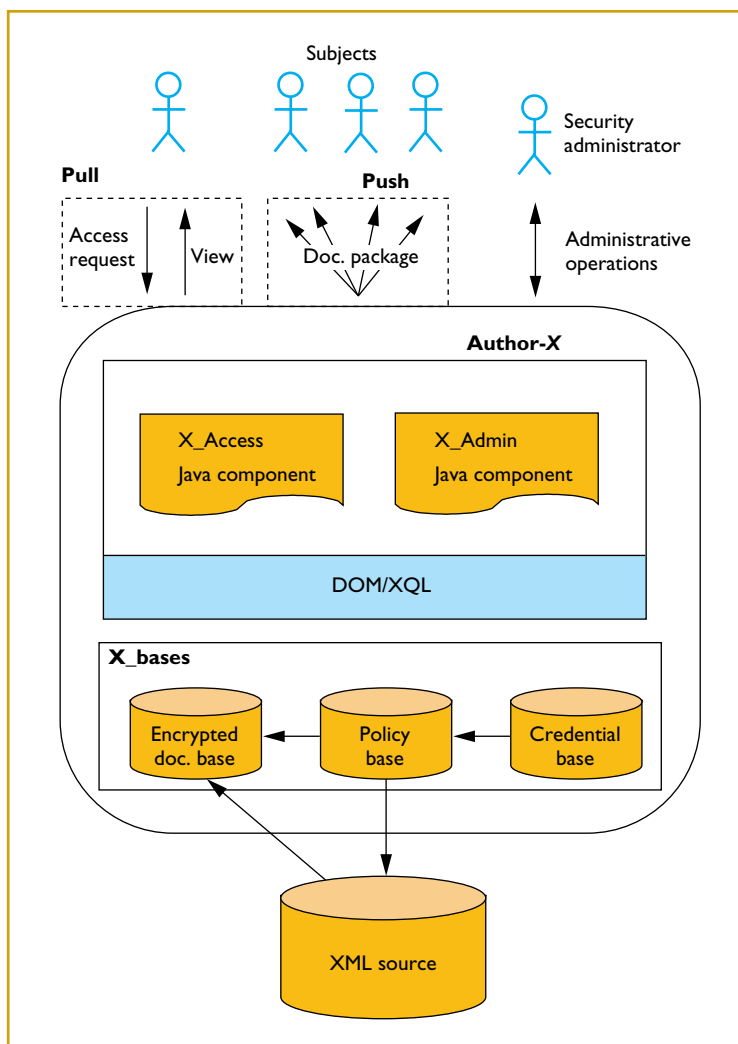 Subjects
Security
administrator
Pull
Push
Access
request
View
Doc. package
Administrative
operations
Author-X
X_Access
Java component
X_Admin
Java component
DOM/XQL
X_bases
Encrypted
doc. base
Policy
base
Credential
base
XML source